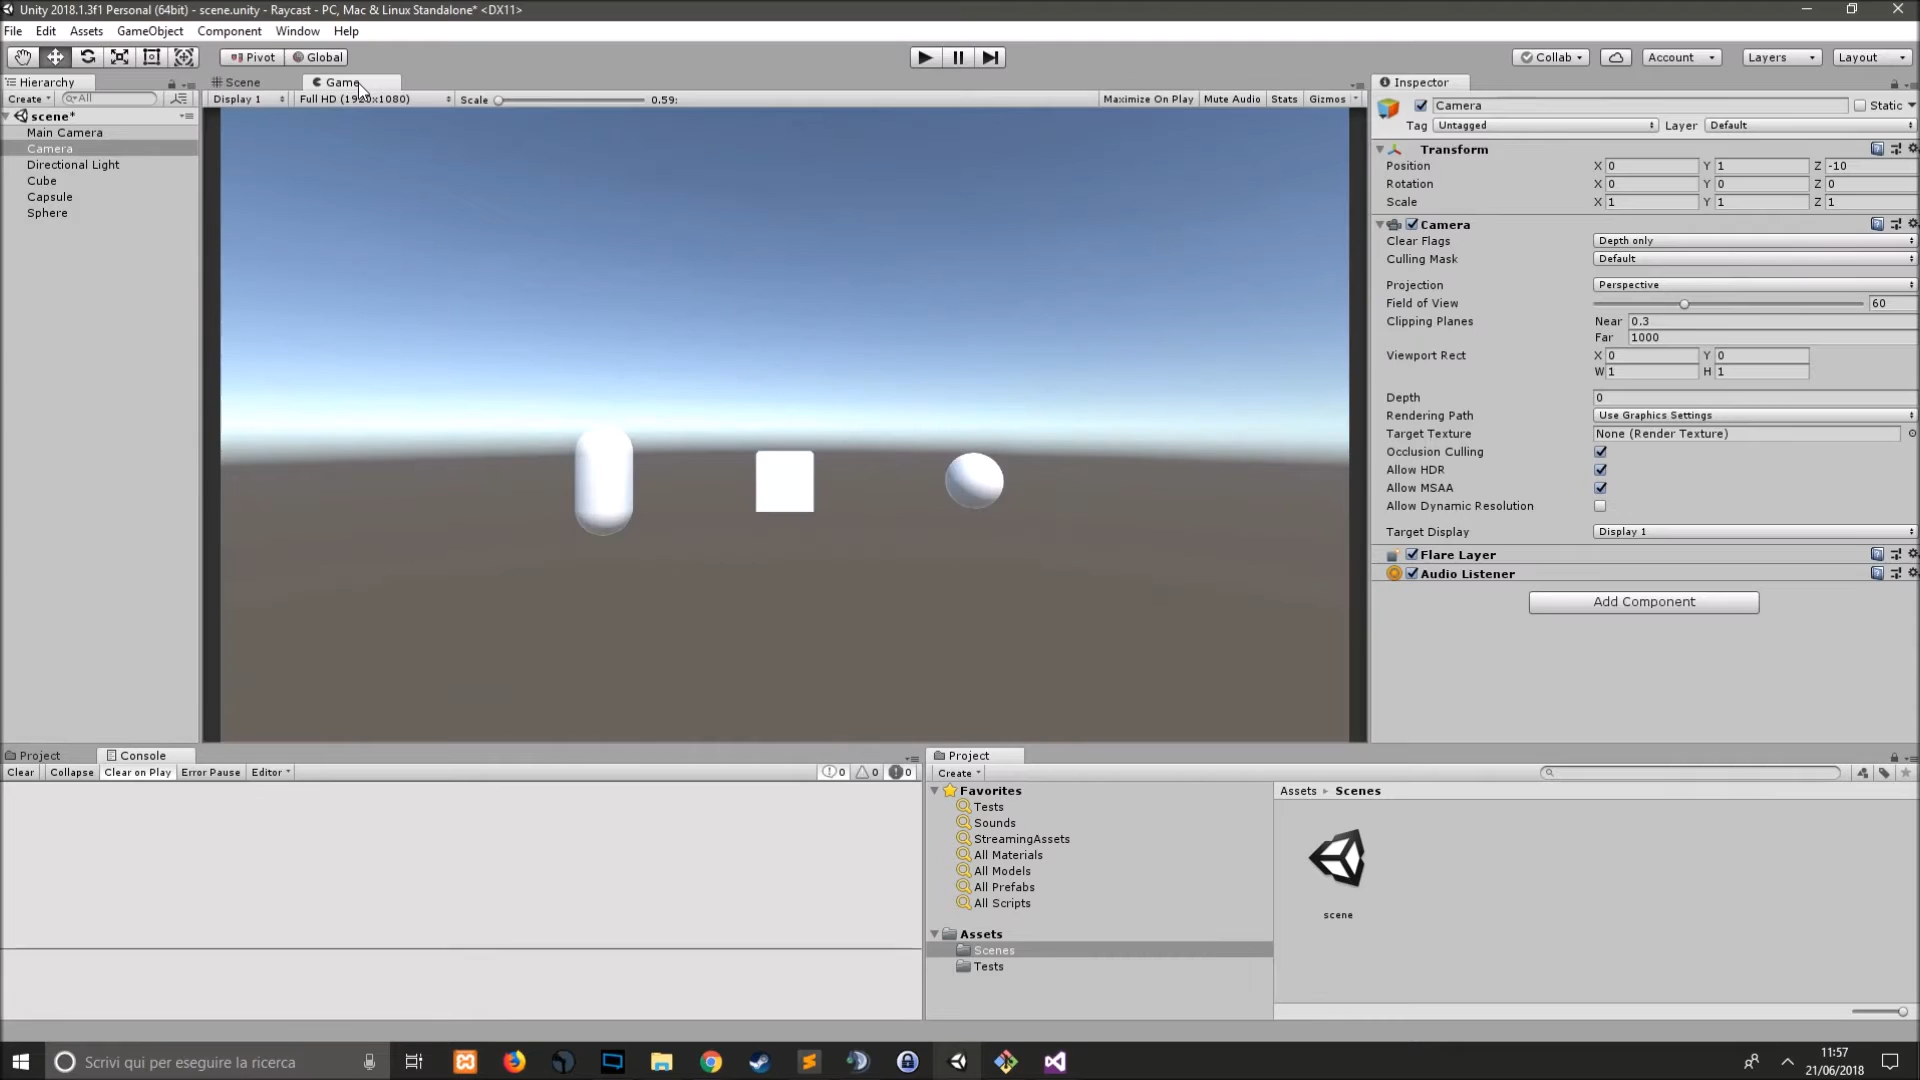 Unity 2018.1.3f1 Personal (64bit) - scene.unity - Raycast - PC, Mac & Linux Standalone* <DX11>
File Edit Assets GameObject Component Window Help
Pivot Global Collab Account Layers Layout
Hierarchy Scene Game Inspector
Create All Display 1 Full HD (1920x1080) Scale 0.59: Maximize On Play Mute Audio Stats Gizmos
Camera Static
scene*
Tag Untagged Layer Default
Main Camera
Camera
Directional Light
Cube
Capsule
Sphere
Transform
Position X 0 Y 1 Z -10
Rotation X 0 Y 0 Z 0
Scale X 1 Y 1 Z 1
Camera
Clear Flags Depth only
Culling Mask Default
Projection Perspective
Field of View 60
Clipping Planes Near 0.3
Far 1000
Viewport Rect X 0 Y 0
W 1 H 1
Depth 0
Rendering Path Use Graphics Settings
Target Texture None (Render Texture)
Occlusion Culling
Allow HDR
Allow MSAA
Allow Dynamic Resolution
Target Display Display 1
Flare Layer
Audio Listener
Add Component
Project Console
Clear Collapse Clear on Play Error Pause Editor 0 0 0
Project
Create
Favorites
Tests
Sounds
StreamingAssets
All Materials
All Models
All Prefabs
All Scripts
Assets
Scenes
Tests
Assets Scenes
scene
Scrivi qui per eseguire la ricerca
11:57
21/06/2018